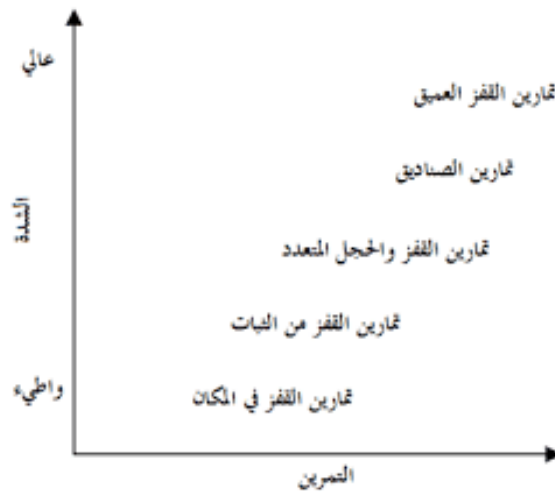 عالي
تمارين القفز العميق
تمارين الصناديق
الشدة
تمارين القفز والحجل المتعدد
تمارين القفز من الثبات
واطيء
تمارين القفز في المكان
التمرين